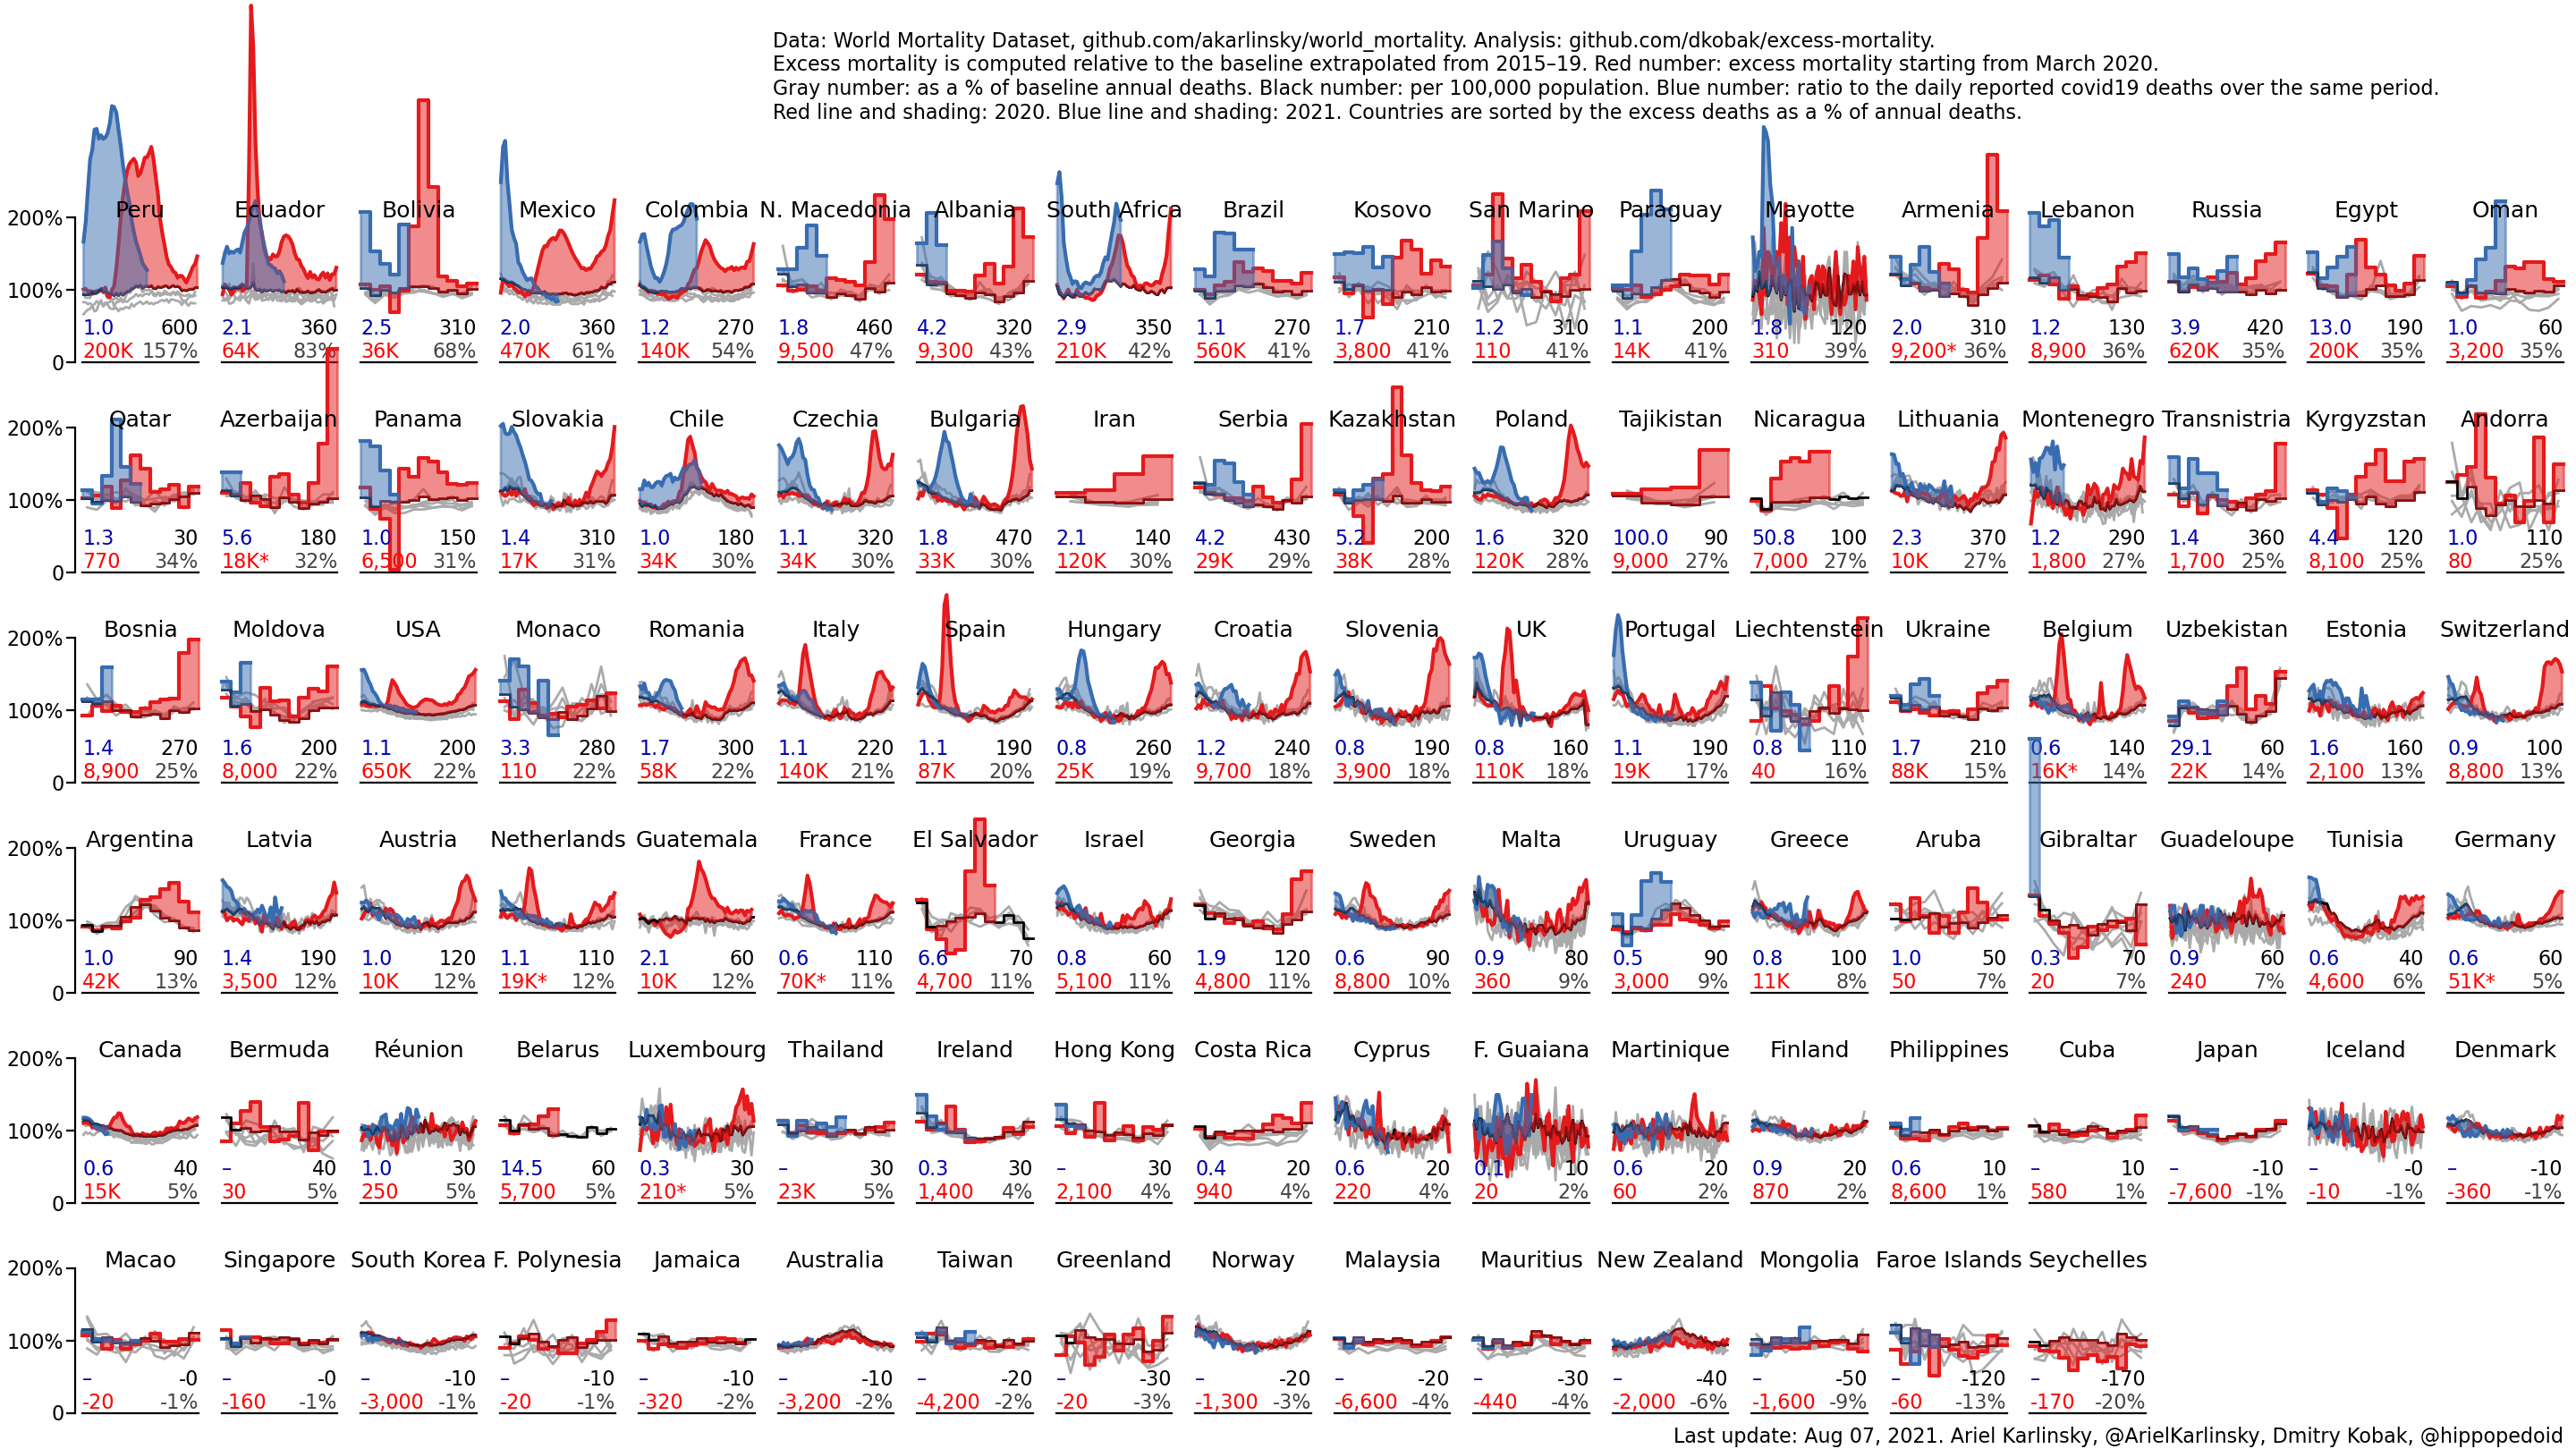 Data: World Mortality Dataset, github.com/akarlinsky/world_mortality. Analysis: github.com/dkobak/excess-mortality.
Excess mortality is computed relative to the baseline extrapolated from 2015–19. Red number: excess mortality starting from March 2020.
Gray number: as a % of baseline annual deaths. Black number: per 100,000 population. Blue number: ratio to the daily reported covid19 deaths over the same period.
Red line and shading: 2020. Blue line and shading: 2021. Countries are sorted by the excess deaths as a % of annual deaths.
200% Peru Ecuador Bolivia Mexico Colombia N. Macedonia Albania South Africa Brazil Kosovo San Marino Paraguay Mayotte Armenia Lebanon Russia Egypt Oman
100%
1.0 600 2.1 360 2.5 310 2.0 360 1.2 270 1.8 460 4.2 320 2.9 350 1.1 270 1.7 210 1.2 310 1.1 200 1.8 120 2.0 310 1.2 130 3.9 420 13.0 190 1.0 60
0 200K 157% 64K 83% 36K 68% 470K 61% 140K 54% 9,500 47% 9,300 43% 210K 42% 560K 41% 3,800 41% 110 41% 14K 41% 310 39% 9,200* 36% 8,900 36% 620K 35% 200K 35% 3,200 35%
200% Qatar Azerbaijan Panama Slovakia Chile Czechia Bulgaria Iran Serbia Kazakhstan Poland Tajikistan Nicaragua Lithuania Montenegro Transnistria Kyrgyzstan Andorra
100%
1.3 30 5.6 180 1.0 150 1.4 310 1.0 180 1.1 320 1.8 470 2.1 140 4.2 430 5.2 200 1.6 320 100.0 90 50.8 100 2.3 370 1.2 290 1.4 360 4.4 120 1.0 110
0 770 34% 18K* 32% 6,500 31% 17K 31% 34K 30% 34K 30% 33K 30% 120K 30% 29K 29% 38K 28% 120K 28% 9,000 27% 7,000 27% 10K 27% 1,800 27% 1,700 25% 8,100 25% 80 25%
200% Bosnia Moldova USA Monaco Romania Italy Spain Hungary Croatia Slovenia UK Portugal Liechtenstein Ukraine Belgium Uzbekistan Estonia Switzerland
100%
1.4 270 1.6 200 1.1 200 3.3 280 1.7 300 1.1 220 1.1 190 0.8 260 1.2 240 0.8 190 0.8 160 1.1 190 0.8 110 1.7 210 0.6 140 29.1 60 1.6 160 0.9 100
0 8,900 25% 8,000 22% 650K 22% 110 22% 58K 22% 140K 21% 87K 20% 25K 19% 9,700 18% 3,900 18% 110K 18% 19K 17% 40 16% 88K 15% 16K* 14% 22K 14% 2,100 13% 8,800 13%
200% Argentina Latvia Austria Netherlands Guatemala France El Salvador Israel Georgia Sweden Malta Uruguay Greece Aruba Gibraltar Guadeloupe Tunisia Germany
100%
1.0 90 1.4 190 1.0 120 1.1 110 2.1 60 0.6 110 6.6 70 0.8 60 1.9 120 0.6 90 0.9 80 0.5 90 0.8 100 1.0 50 0.3 70 0.9 60 0.6 40 0.6 60
0 42K 13% 3,500 12% 10K 12% 19K* 12% 10K 12% 70K* 11% 4,700 11% 5,100 11% 4,800 11% 8,800 10% 360 9% 3,000 9% 11K 8% 50 7% 20 7% 240 7% 4,600 6% 51K* 5%
200% Canada Bermuda Réunion Belarus Luxembourg Thailand Ireland Hong Kong Costa Rica Cyprus F. Guaiana Martinique Finland Philippines Cuba Japan Iceland Denmark
100%
0.6 40 – 40 1.0 30 14.5 60 0.3 30 – 30 0.3 30 – 30 0.4 20 0.6 20 0.1 10 0.6 20 0.9 20 0.6 10 – 10 – -10 – -0 – -10
0 15K 5% 30 5% 250 5% 5,700 5% 210* 5% 23K 5% 1,400 4% 2,100 4% 940 4% 220 4% 20 2% 60 2% 870 2% 8,600 1% 580 1% -7,600 -1% -10 -1% -360 -1%
200% Macao Singapore South Korea F. Polynesia Jamaica Australia Taiwan Greenland Norway Malaysia Mauritius New Zealand Mongolia Faroe Islands Seychelles
100%
– -0 – -0 – -10 – -10 – -10 – -10 – -20 – -30 – -20 – -20 – -30 – -40 – -50 – -120 – -170
0 -20 -1% -160 -1% -3,000 -1% -20 -1% -320 -2% -3,200 -2% -4,200 -2% -20 -3% -1,300 -3% -6,600 -4% -440 -4% -2,000 -6% -1,600 -9% -60 -13% -170 -20%
Last update: Aug 07, 2021. Ariel Karlinsky, @ArielKarlinsky, Dmitry Kobak, @hippopedoid